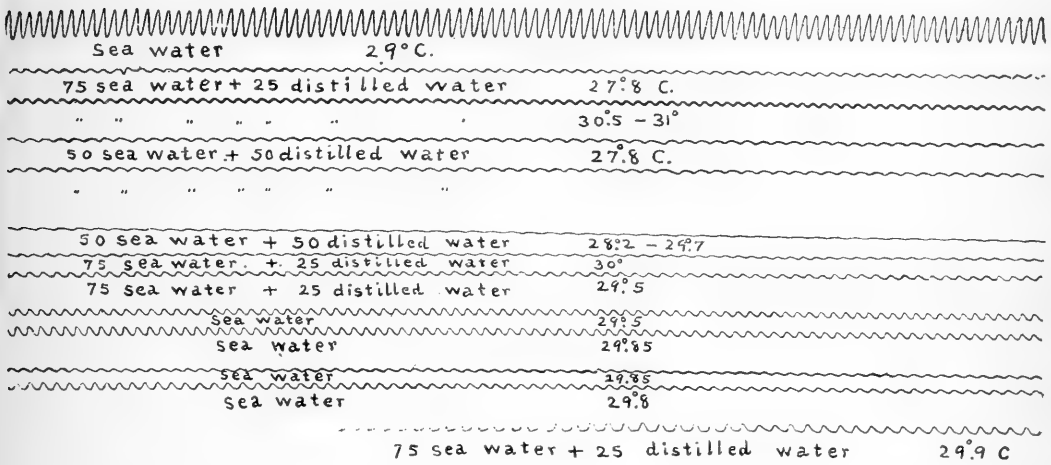 Sea water 29°C.
75 sea water + 25 distilled water 27°.8 C.
" " " " " " " 30°.5 - 31°
50 sea water + 50 distilled water 27°.8 C.
" " " " " " "
50 sea water + 50 distilled water 28°.2 - 29°.7
75 sea water. + 25 distilled water 30°
75 sea water + 25 distilled water 29°.5
Sea water 29°.5
Sea water 29°.85
Sea water 29.85
Sea water 29°.8
75 sea water + 25 distilled water 29°.9 C